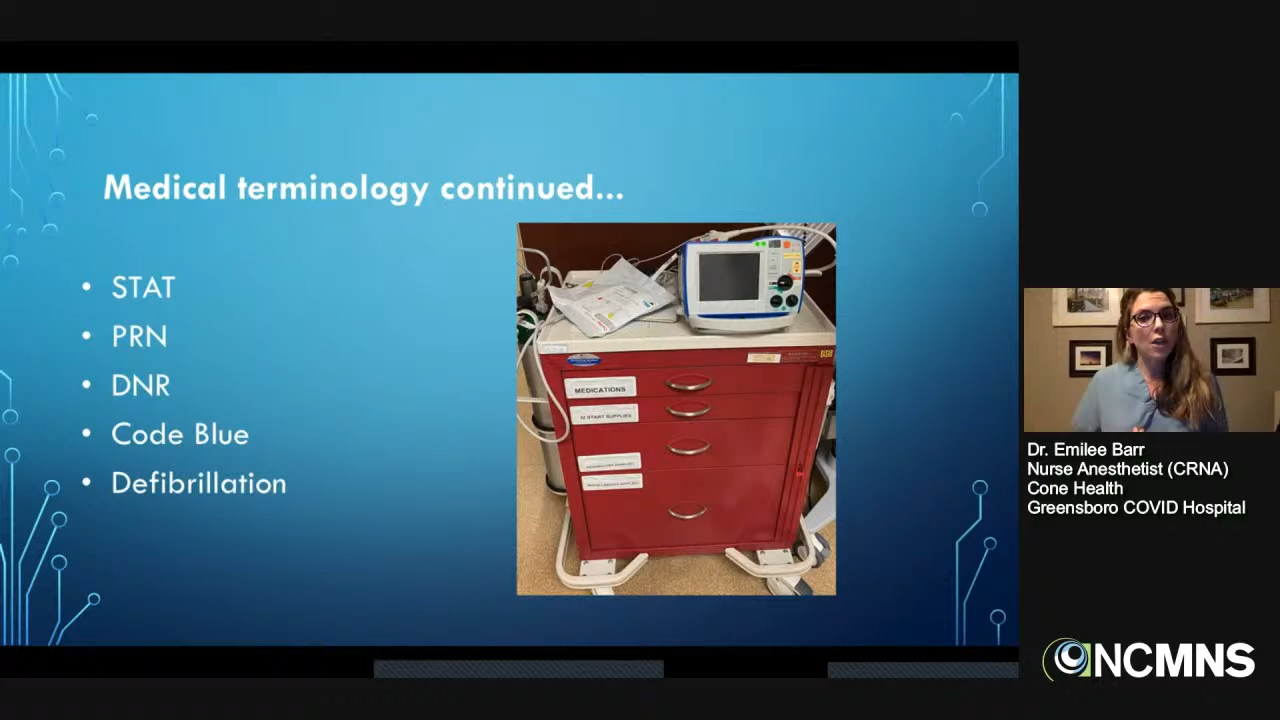 Medical terminology continued...
• STAT
• PRN
• DNR
• Code Blue
• Defibrillation
MEDICATIONS
IV START SUPPLIES
Dr. Emilee Barr
Nurse Anesthetist (CRNA)
Cone Health
Greensboro COVID Hospital
NCMNS